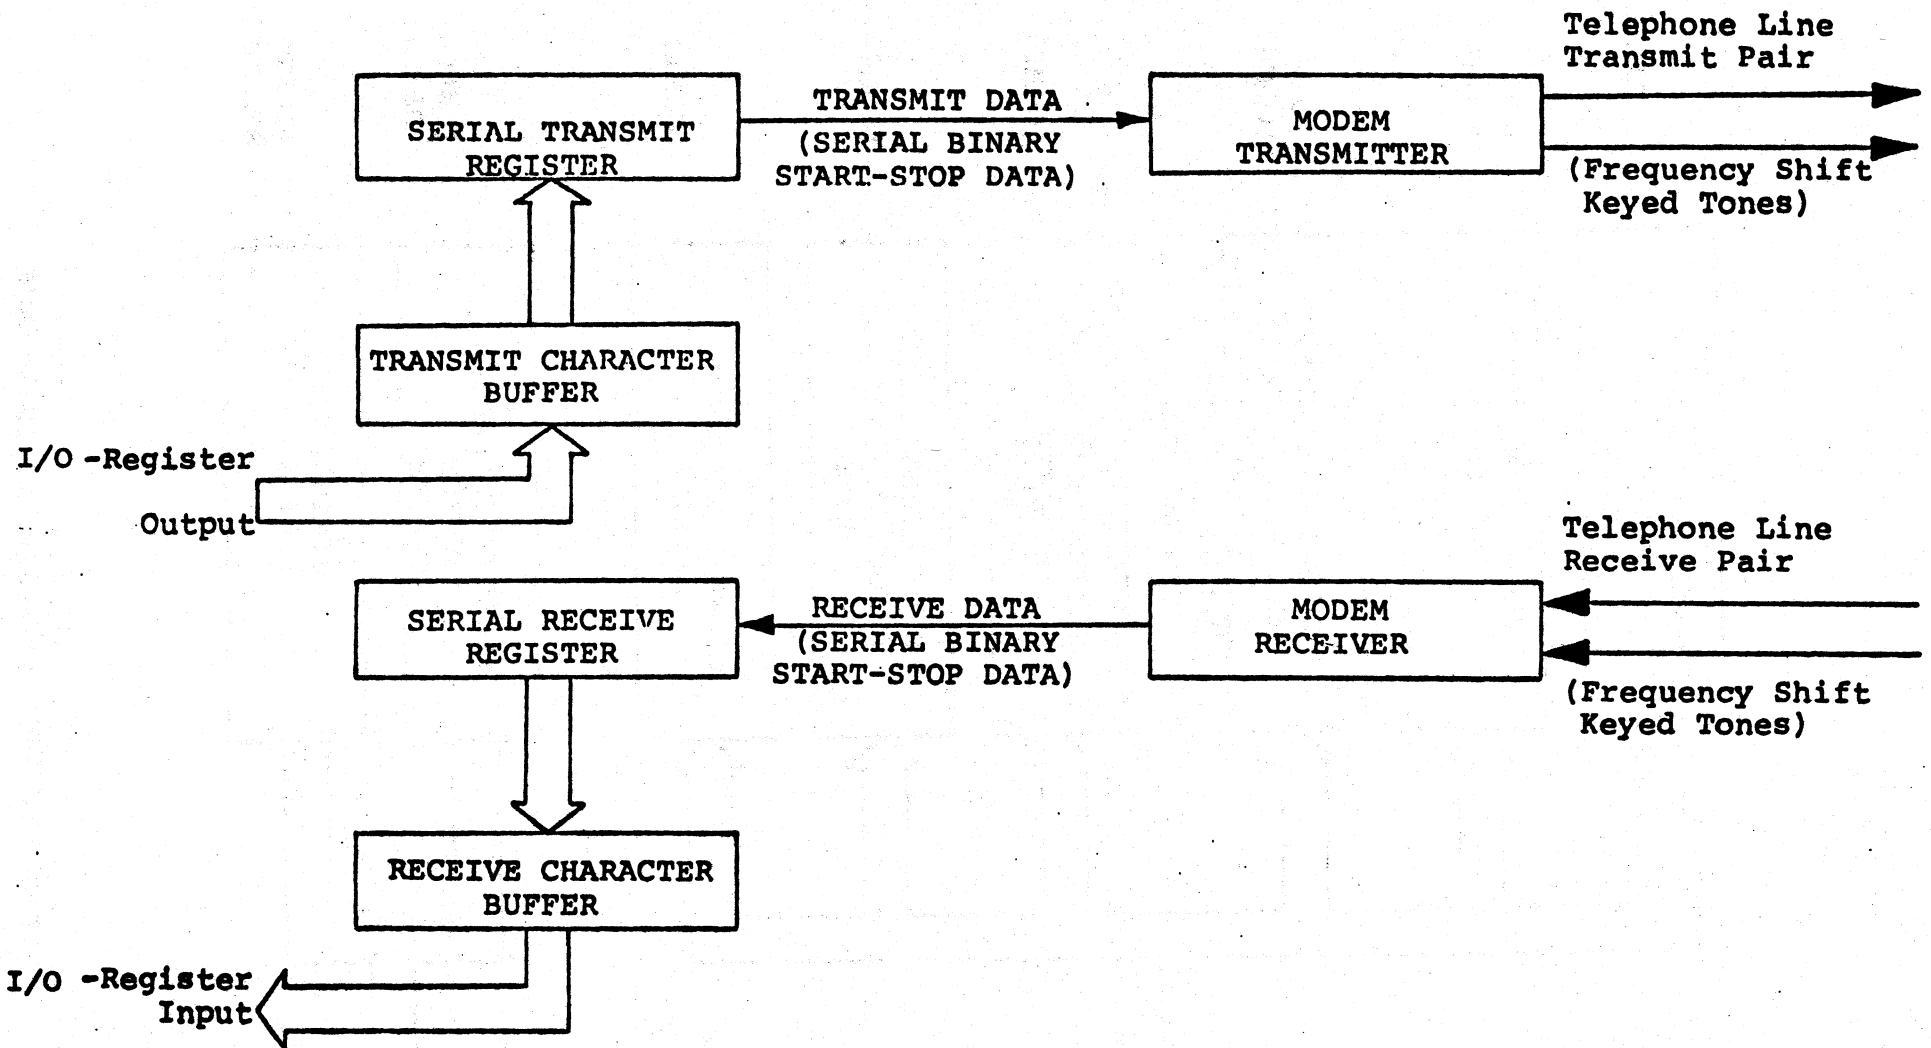 Telephone Line
Transmit Pair
SERIAL TRANSMIT
REGISTER
TRANSMIT DATA
(SERIAL BINARY
START-STOP DATA)
MODEM
TRANSMITTER
(Frequency Shift
Keyed Tones)
TRANSMIT CHARACTER
BUFFER
I/O -Register
Output
Telephone Line
Receive Pair
SERIAL RECEIVE
REGISTER
RECEIVE DATA
(SERIAL BINARY
START-STOP DATA)
MODEM
RECEIVER
(Frequency Shift
Keyed Tones)
RECEIVE CHARACTER
BUFFER
I/O -Register
Input